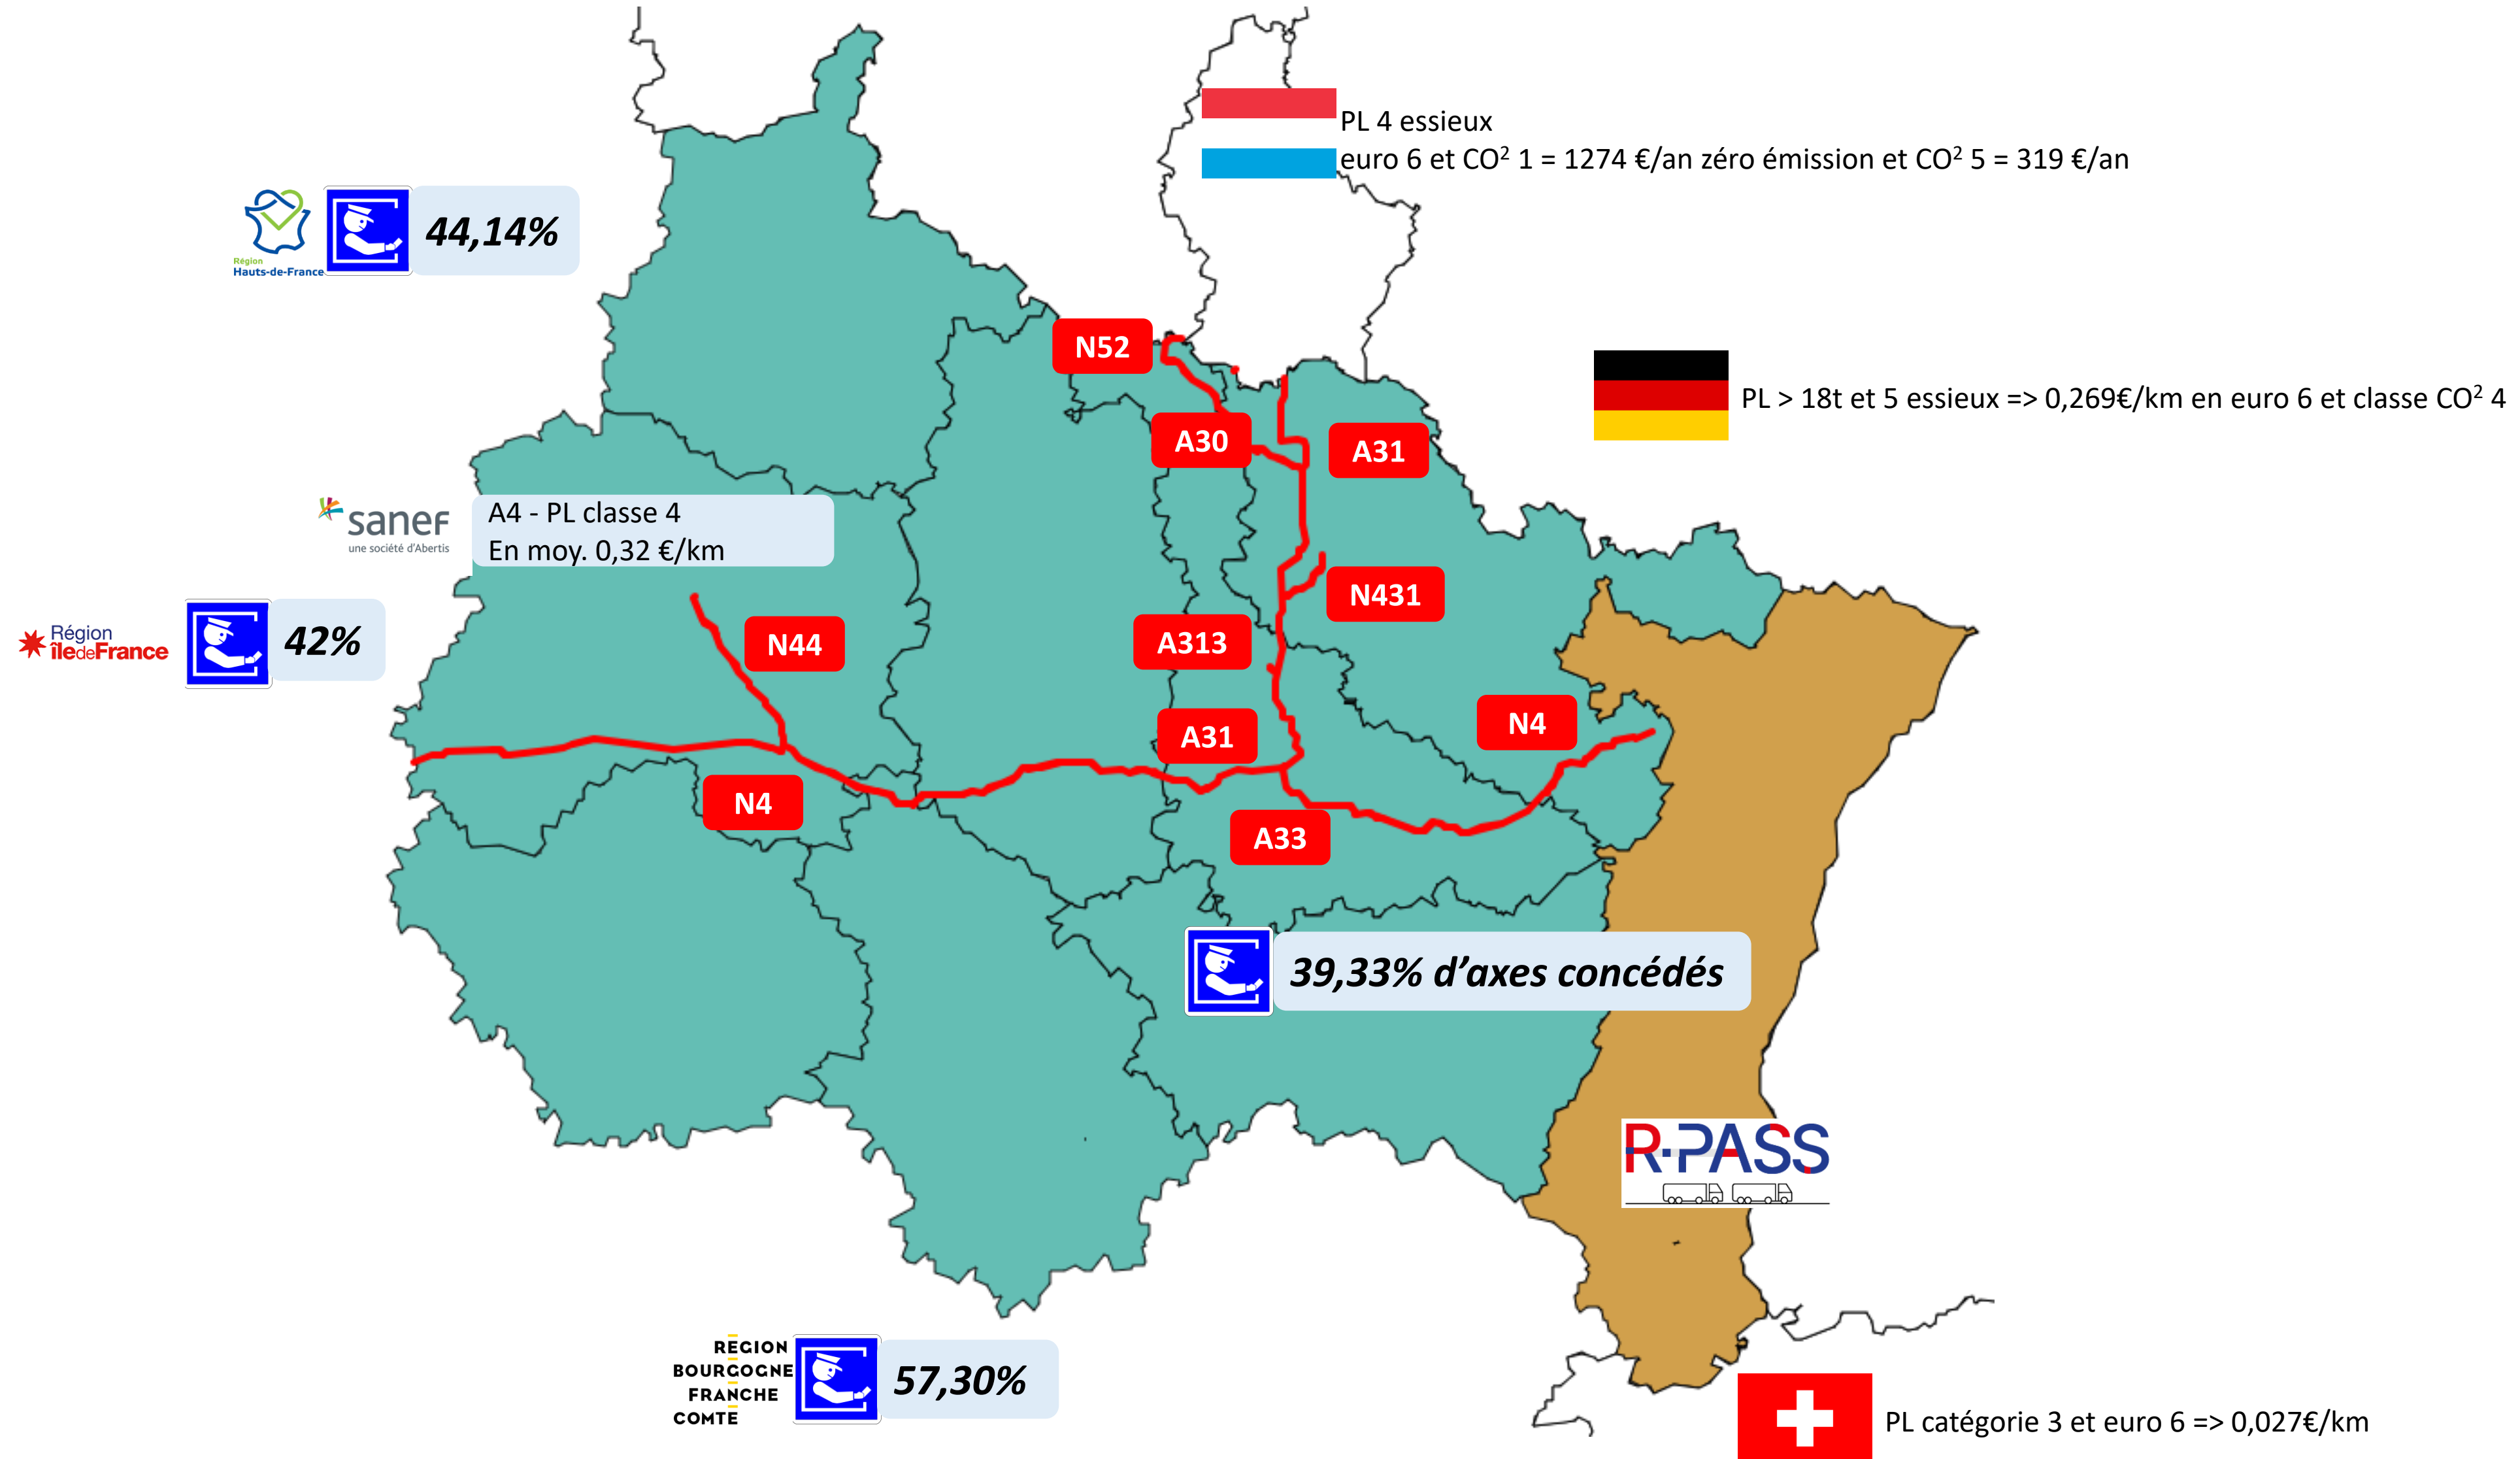 PL 4 essieux
euro 6 et CO² 1 = 1274 €/an zéro émission et CO² 5 = 319 €/an
Région
Hauts-de-France
44,14%
N52
PL > 18t et 5 essieux => 0,269€/km en euro 6 et classe CO² 4
A30
A31
sanef
une société d'Abertis
A4 - PL classe 4
En moy. 0,32 €/km
N431
Région
îledeFrance
42%
N44
A313
N4
A31
N4
A33
39,33% d’axes concédés
R-PASS
REGION
BOURGOGNE
FRANCHE
COMTE
57,30%
PL catégorie 3 et euro 6 => 0,027€/km